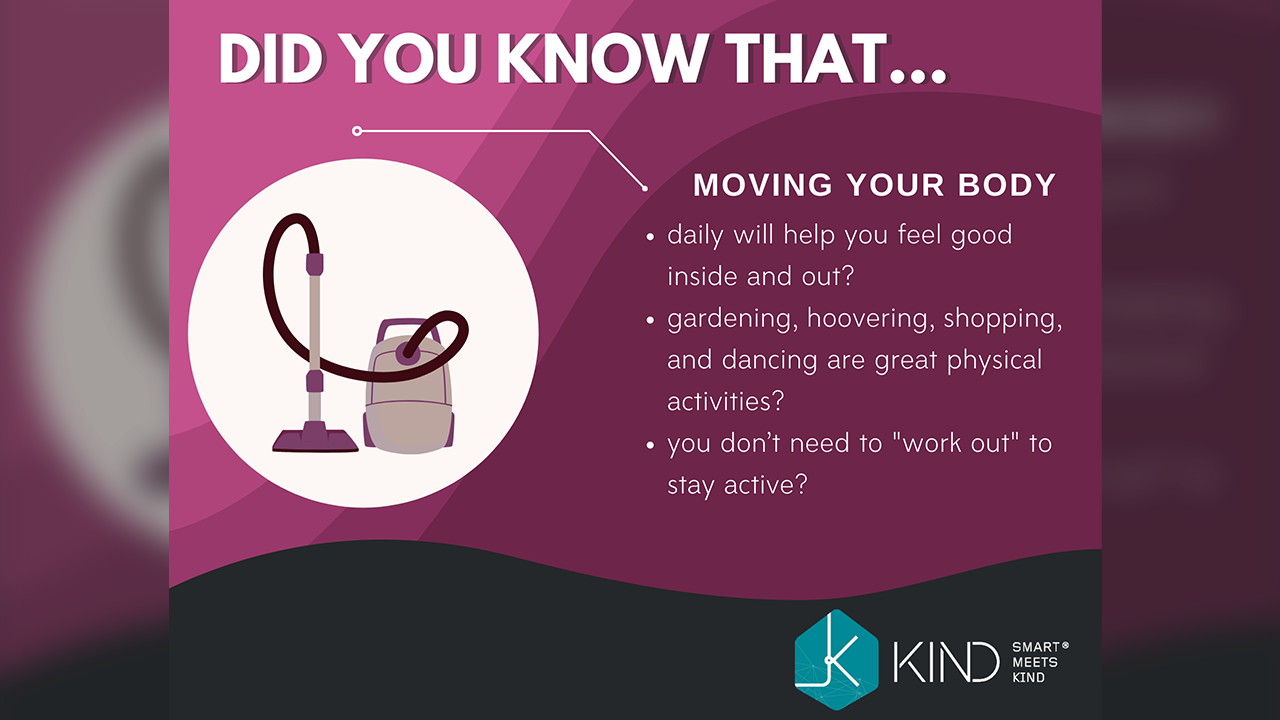 DID YOU KNOW THAT...
MOVING YOUR BODY
• daily will help you feel good
inside and out?
• gardening, hoovering, shopping,
and dancing are great physical
activities?
• you don’t need to "work out" to
stay active?
KIND
SMART®
MEETS
KIND